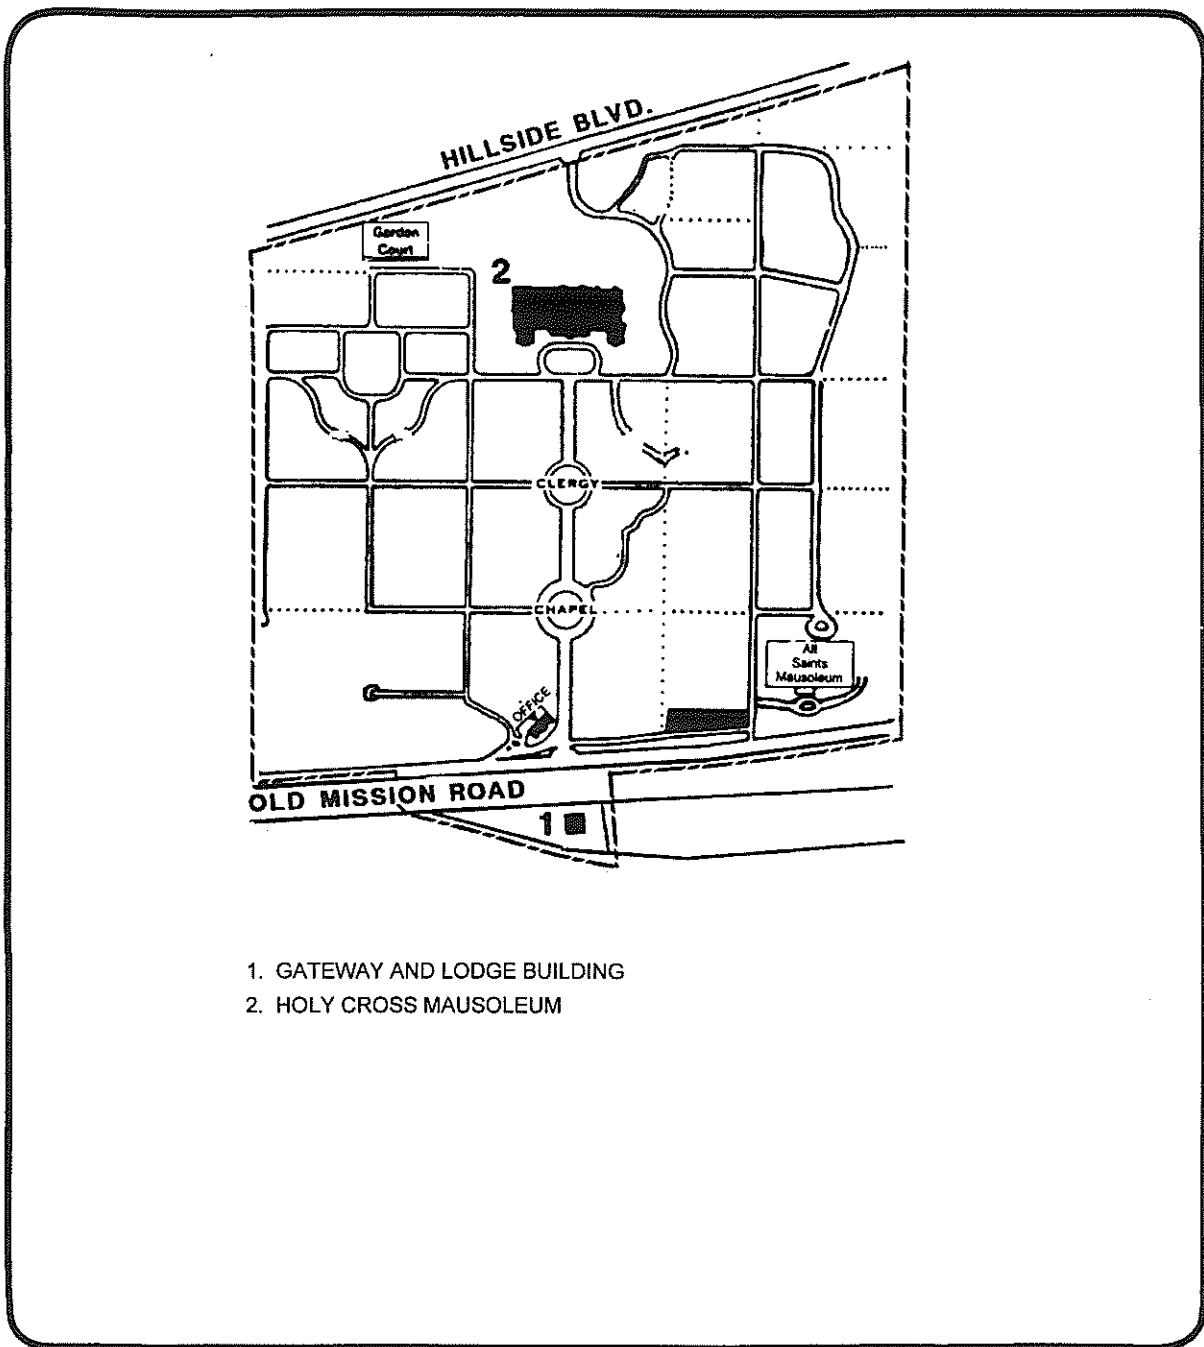 HILLSIDE BLVD.
Garden
Court
2
CLERGY
CHAPEL
All
Saints
Mausoleum
OFFICE
OLD MISSION ROAD
1
1. GATEWAY AND LODGE BUILDING
2. HOLY CROSS MAUSOLEUM